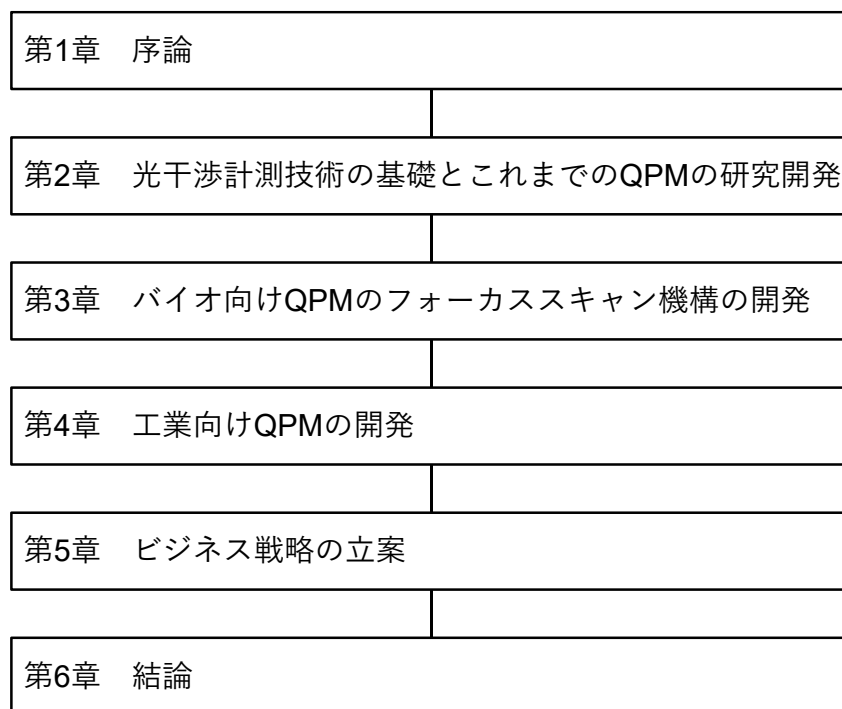 第1章　序論
第2章　光干渉計測技術の基礎とこれまでのQPMの研究開発
第3章　バイオ向けQPMのフォーカススキャン機構の開発
第4章　工業向けQPMの開発
第5章　ビジネス戦略の立案
第6章　結論